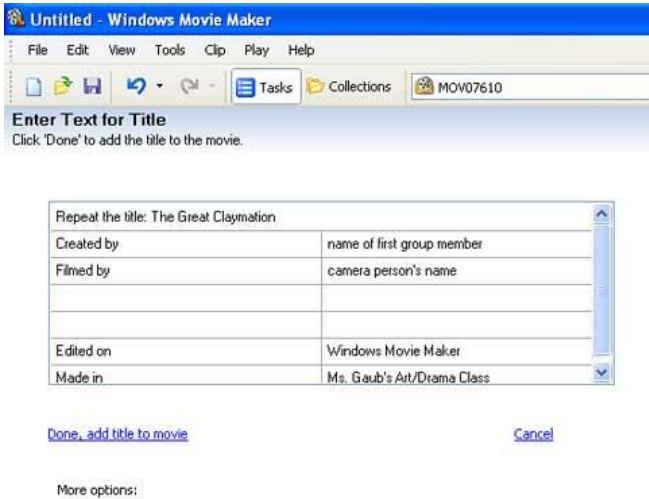 Untitled - Windows Movie Maker
File Edit View Tools Clip Play Help
Tasks Collections MOV07610
Enter Text for Title
Click 'Done' to add the title to the movie.
Repeat the title: The Great Claymation
Created by name of first group member
Filmed by camera person's name
Edited on Windows Movie Maker
Made in Ms. Gaub's Art/Drama Class
Done, add title to movie Cancel
More options: